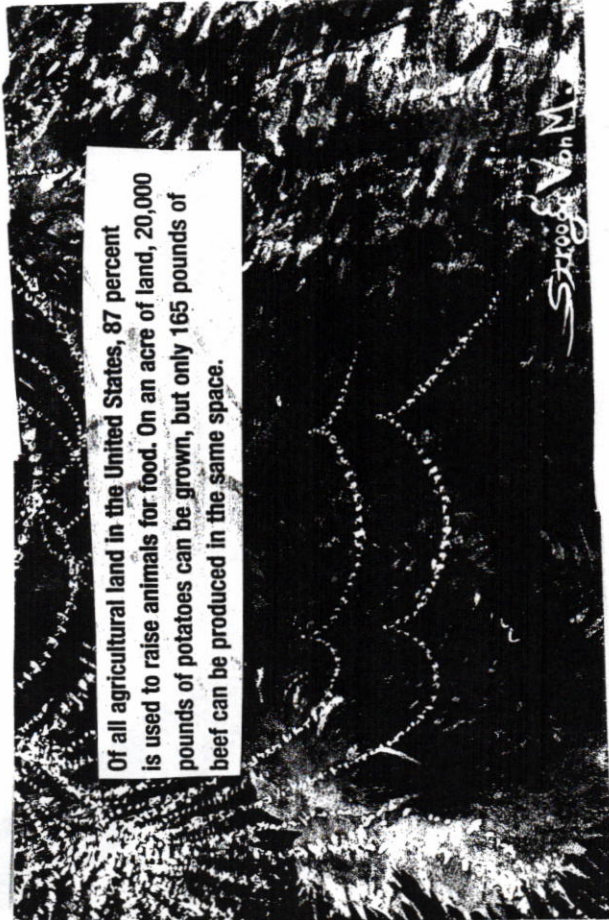 Of all agricultural land in the United States, 87 percent
is used to raise animals for food. On an acre of land, 20,000
pounds of potatoes can be grown, but only 165 pounds of
beef can be produced in the same space.
Strooga Von M.